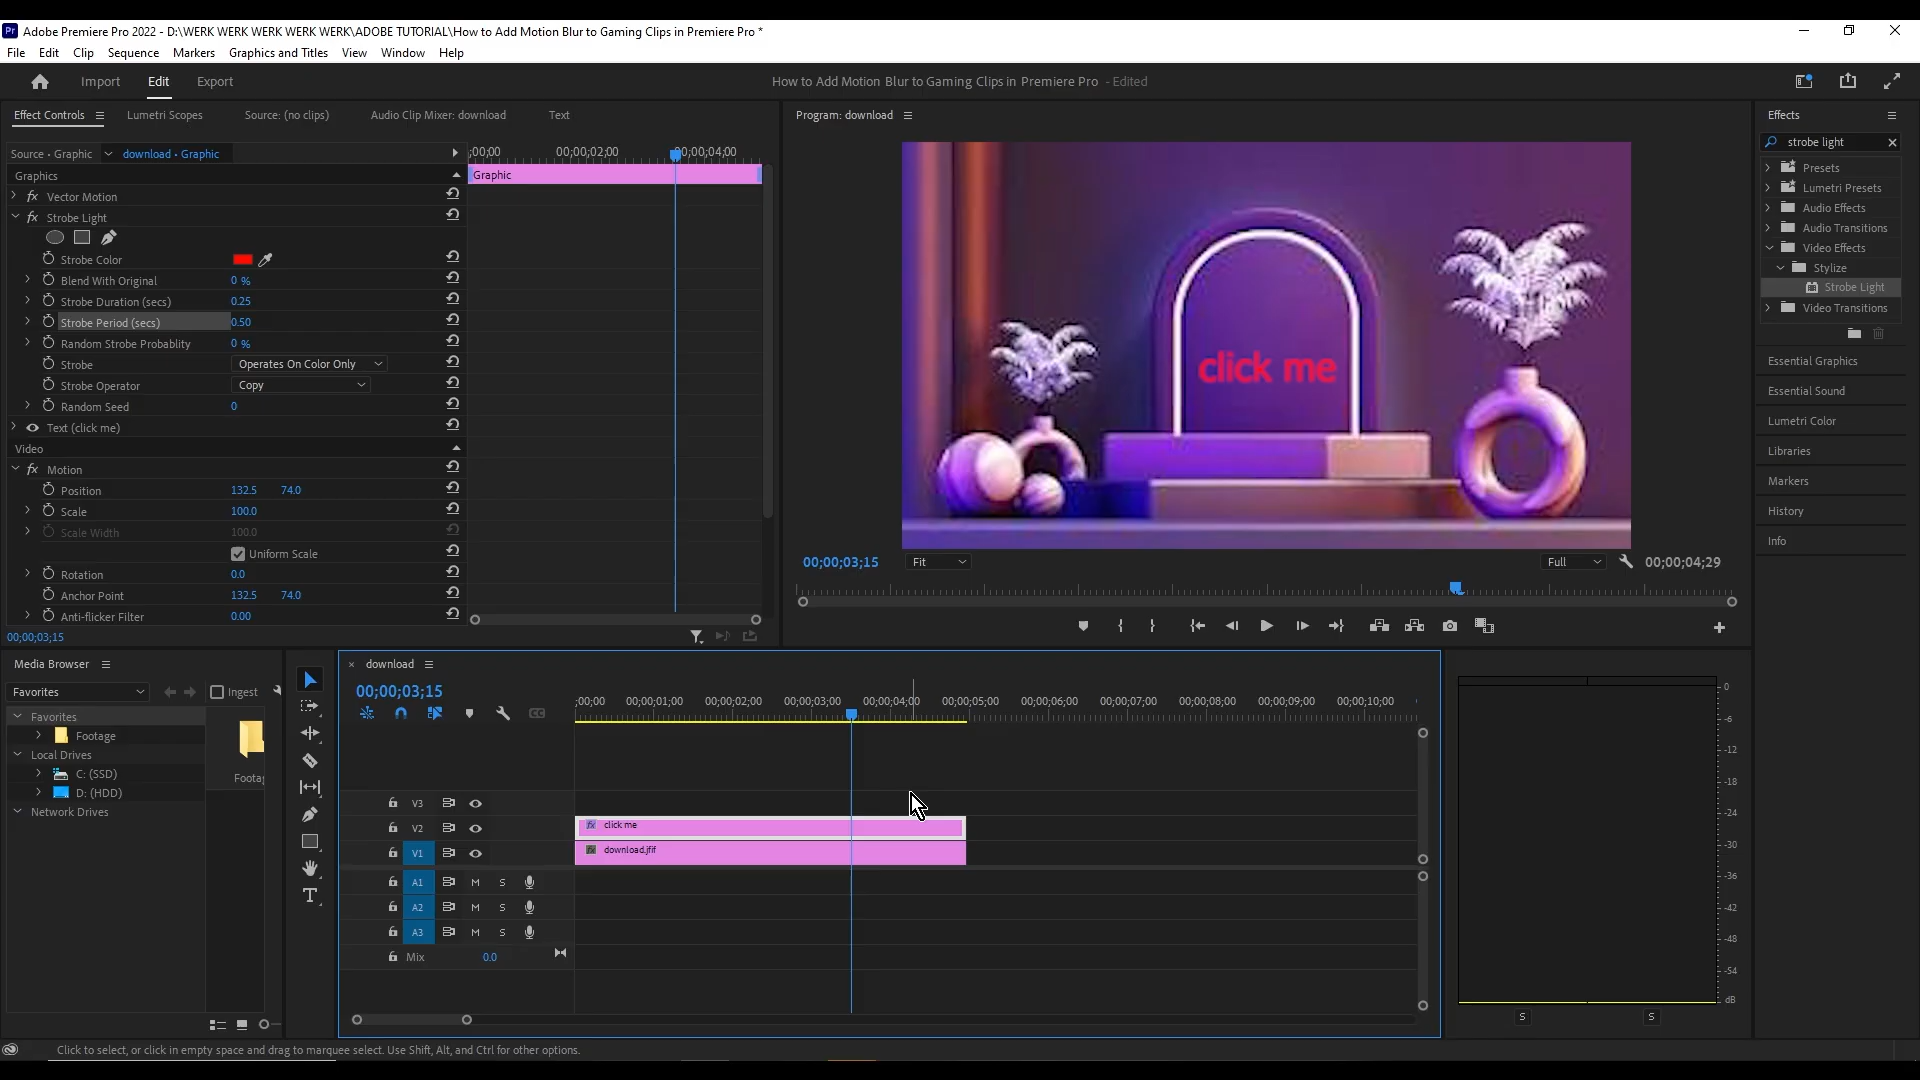 Adobe Premiere Pro 2022 - D:\WERK WERK WERK WERK\ADOBE TUTORIAL\How to Add Motion Blur to Gaming Clips in Premiere Pro *
File Edit Clip Sequence Markers Graphics and Titles View Window Help
Import Edit Export
How to Add Motion Blur to Gaming Clips in Premiere Pro - Edited
Effect Controls Lumetri Scopes Source: (no clips) Audio Clip Mixer: download Text
Source • Graphic download • Graphic
;00;00 00;00;02;00 00;00;04;00
Graphics
Graphic
Vector Motion
Strobe Light
Strobe Color
Blend With Original 0 %
Strobe Duration (secs) 0.25
Strobe Period (secs) 0.50
Random Strobe Probablity 0 %
Strobe Operates On Color Only
Strobe Operator Copy
Random Seed 0
Text (click me)
Video
Motion
Position 132.5 74.0
Scale 100.0
Scale Width 100.0
Uniform Scale
Rotation 0.0
Anchor Point 132.5 74.0
Anti-flicker Filter 0.00
00;00;03;15
Program: download
click me
00;00;03;15 Fit Full 00;00;04;29
Effects
strobe light
Presets
Lumetri Presets
Audio Effects
Audio Transitions
Video Effects
Stylize
Strobe Light
Video Transitions
Essential Graphics
Essential Sound
Lumetri Color
Libraries
Markers
History
Info
Media Browser
Favorites Ingest
Favorites
Footage
Local Drives
C: (SSD)
D: (HDD)
Network Drives
Foota
download
00;00;03;15
;00;00 00;00;01;00 00;00;02;00 00;00;03;00 00;00;04;00 00;00;05;00 00;00;06;00 00;00;07;00 00;00;08;00 00;00;09;00 00;00;10;00
V3
V2 click me
V1 download.jfif
A1 M S
A2 M S
A3 M S
Mix 0.0
0
-6
-12
-18
-24
-30
-36
-42
-48
-54
dB
S S
Click to select, or click in empty space and drag to marquee select. Use Shift, Alt, and Ctrl for other options.